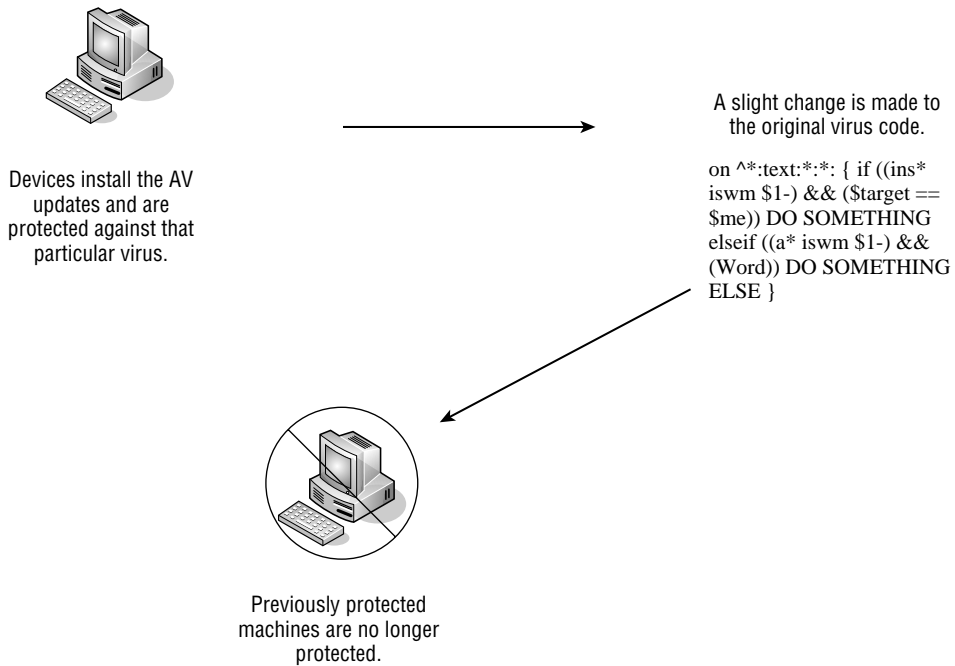 Devices install the AV
updates and are
protected against that
particular virus.
A slight change is made to
the original virus code.
on ^*:text:*:*: { if ((ins*
iswm $1-) && ($target ==
$me)) DO SOMETHING
elseif ((a* iswm $1-) &&
(Word)) DO SOMETHING
ELSE }
Previously protected
machines are no longer
protected.